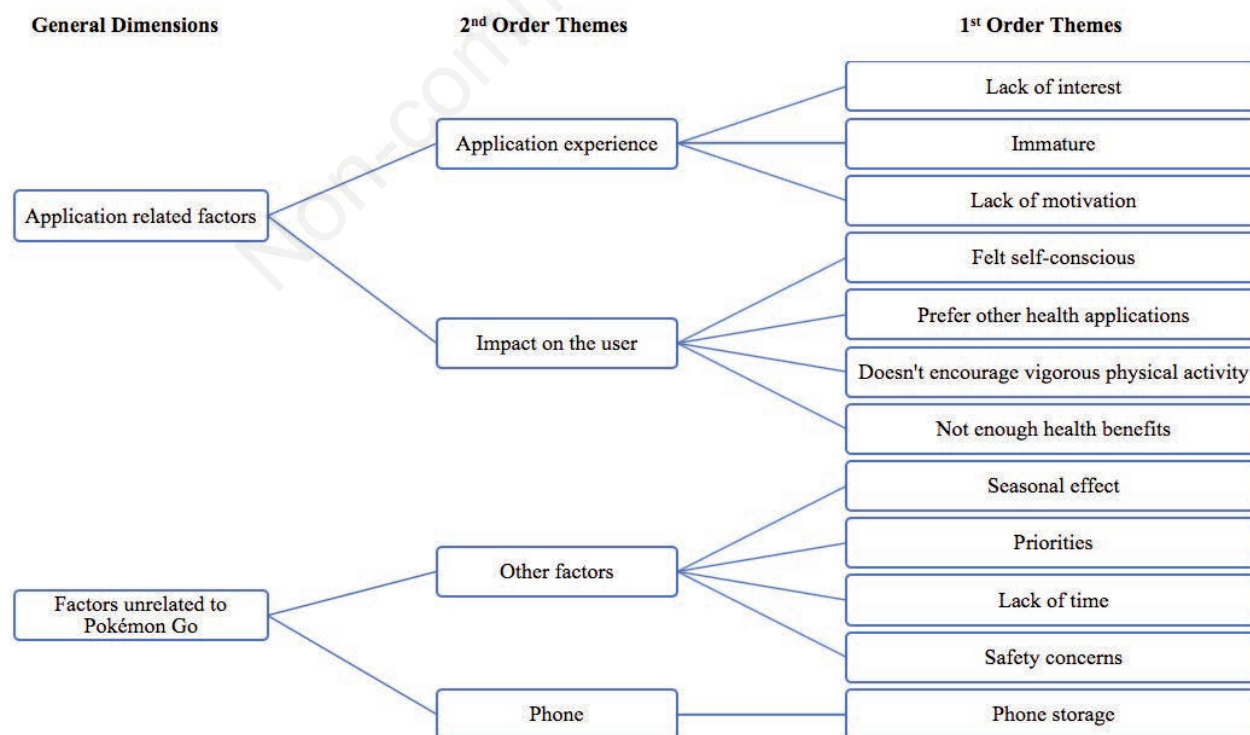 General Dimensions
2nd Order Themes
1st Order Themes
Application related factors
Application experience
Lack of interest
Immature
Lack of motivation
Impact on the user
Felt self-conscious
Prefer other health applications
Doesn't encourage vigorous physical activity
Not enough health benefits
Factors unrelated to
Pokémon Go
Other factors
Seasonal effect
Priorities
Lack of time
Safety concerns
Phone
Phone storage
Non-com